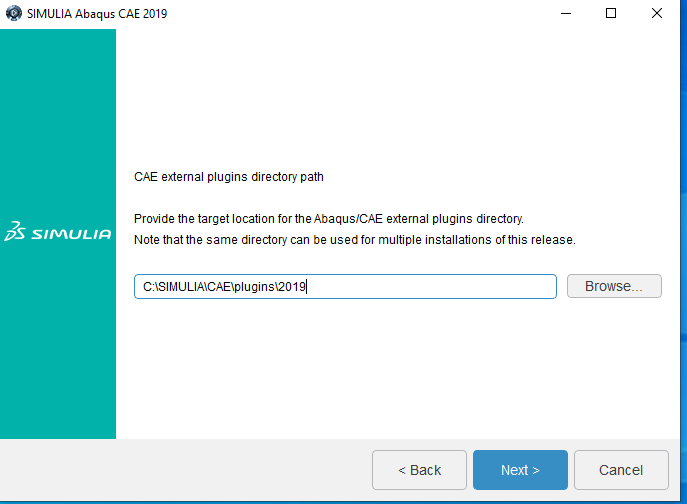 SIMULIA Abaqus CAE 2019
CAE external plugins directory path
Provide the target location for the Abaqus/CAE external plugins directory.
Note that the same directory can be used for multiple installations of this release.
SIMULIA
C:\SIMULIA\CAE\plugins\2019
Browse...
< Back
Next >
Cancel